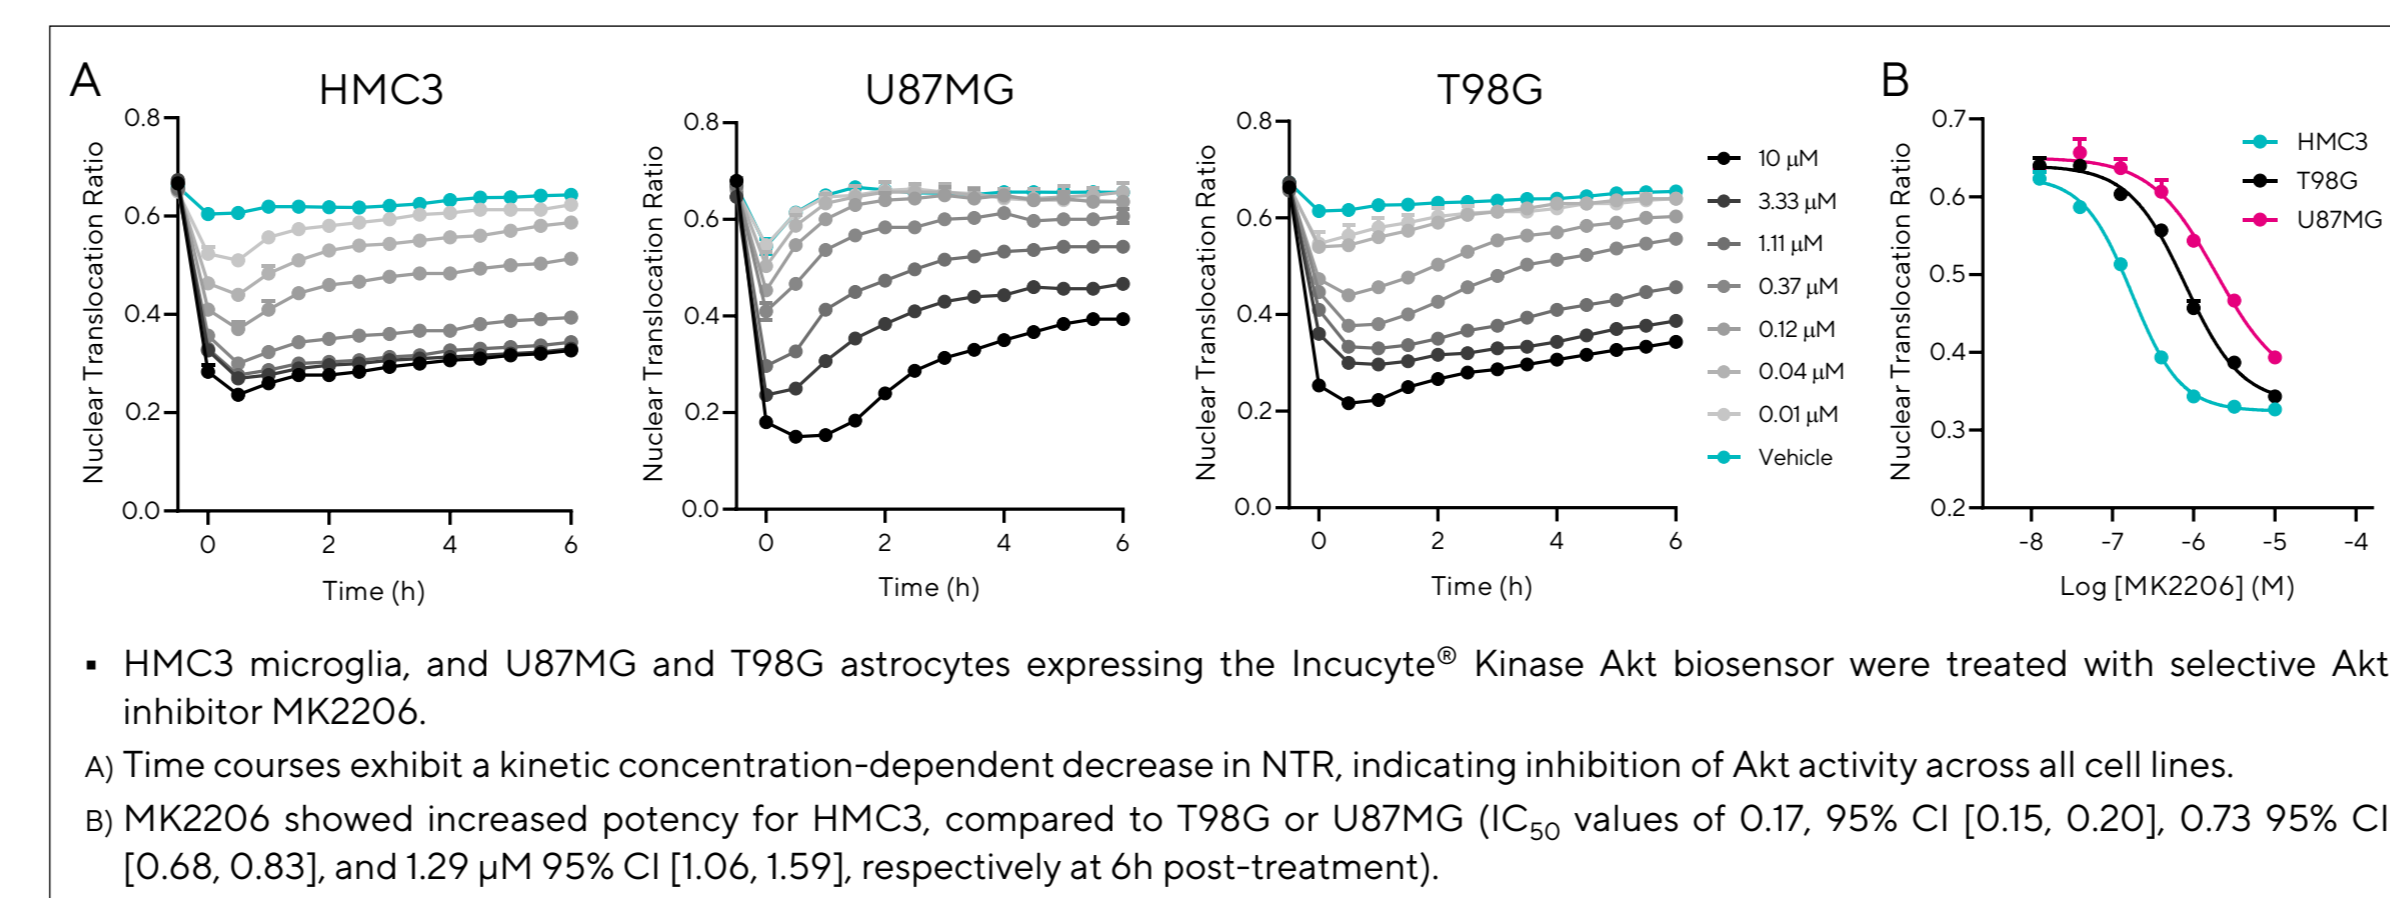 A
HMC3
U87MG
T98G
B
Nuclear Translocation Ratio
0.8
0.6
0.4
0.2
0.0
0 2 4 6
Time (h)
Nuclear Translocation Ratio
0.8
0.6
0.4
0.2
0.0
0 2 4 6
Time (h)
Nuclear Translocation Ratio
0.8
0.6
0.4
0.2
0.0
0 2 4 6
Time (h)
10 µM
3.33 µM
1.11 µM
0.37 µM
0.12 µM
0.04 µM
0.01 µM
Vehicle
Nuclear Translocation Ratio
0.7
0.6
0.5
0.4
0.3
0.2
-8 -7 -6 -5 -4
Log [MK2206] (M)
HMC3
T98G
U87MG
▪ HMC3 microglia, and U87MG and T98G astrocytes expressing the Incucyte® Kinase Akt biosensor were treated with selective Akt
inhibitor MK2206.
A) Time courses exhibit a kinetic concentration-dependent decrease in NTR, indicating inhibition of Akt activity across all cell lines.
B) MK2206 showed increased potency for HMC3, compared to T98G or U87MG (IC₅₀ values of 0.17, 95% CI [0.15, 0.20], 0.73 95% CI
[0.68, 0.83], and 1.29 µM 95% CI [1.06, 1.59], respectively at 6h post-treatment).